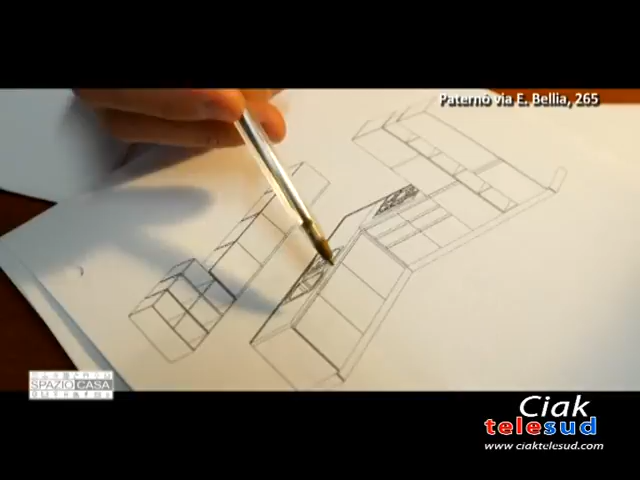 Paternò via E. Bellia, 265
SPAZIO CASA
Ciak
telesud
www.ciaktelesud.com